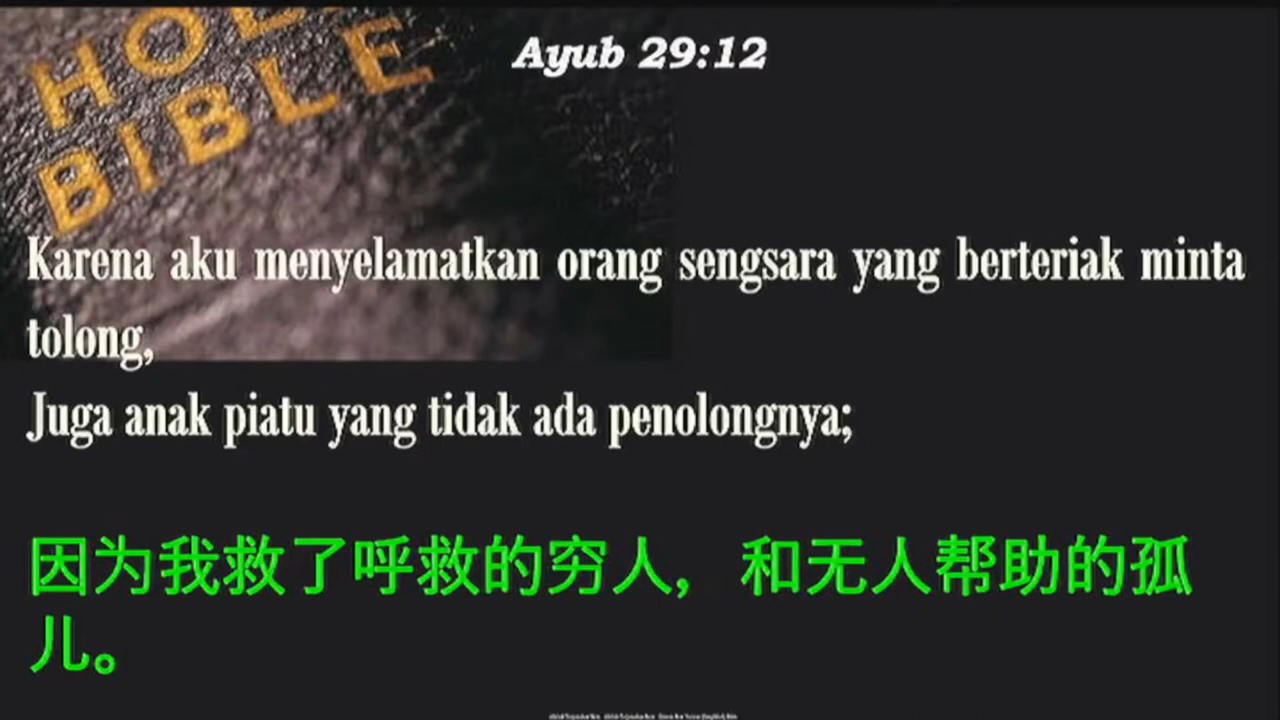 HOL
BIBLE
Ayub 29:12
Karena aku menyelamatkan orang sengsara yang berteriak minta
tolong,
Juga anak piatu yang tidak ada penolongnya;
因为我救了呼救的穷人, 和无人帮助的孤
儿。